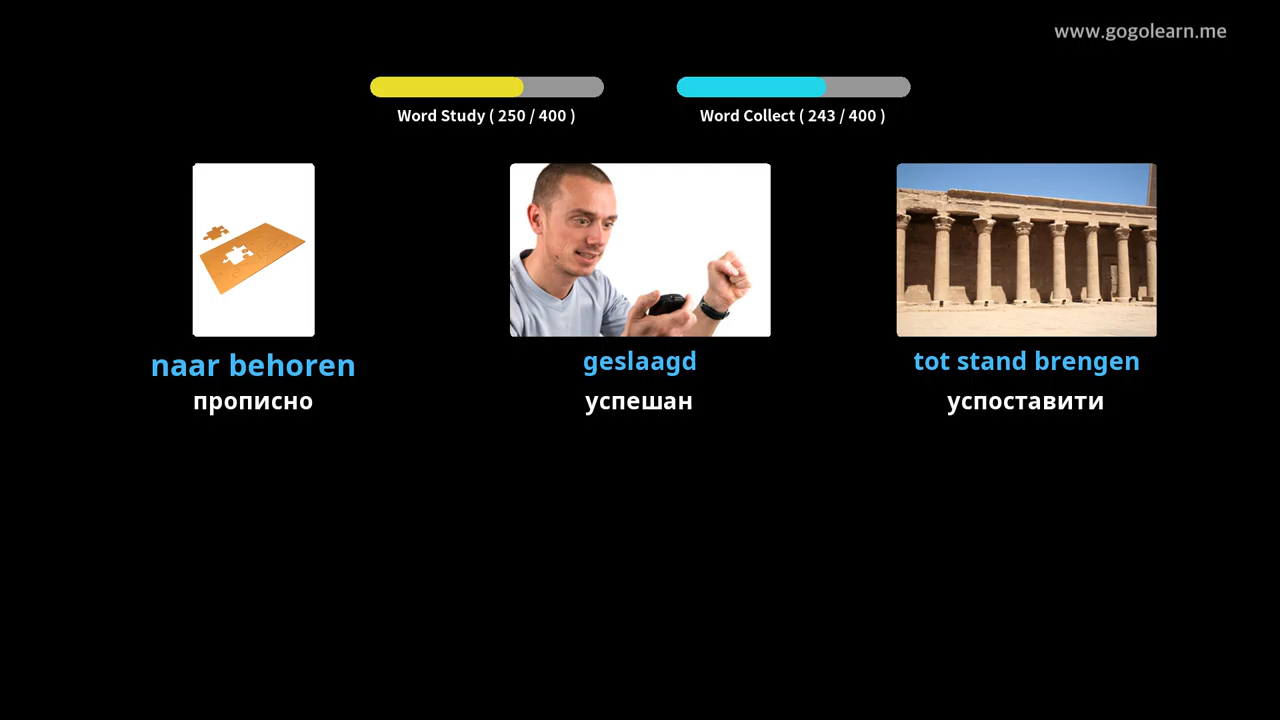 www.gogolearn.me
Word Study ( 250 / 400 )
Word Collect ( 243 / 400 )
naar behoren
прописно
geslaagd
успешан
tot stand brengen
успоставити